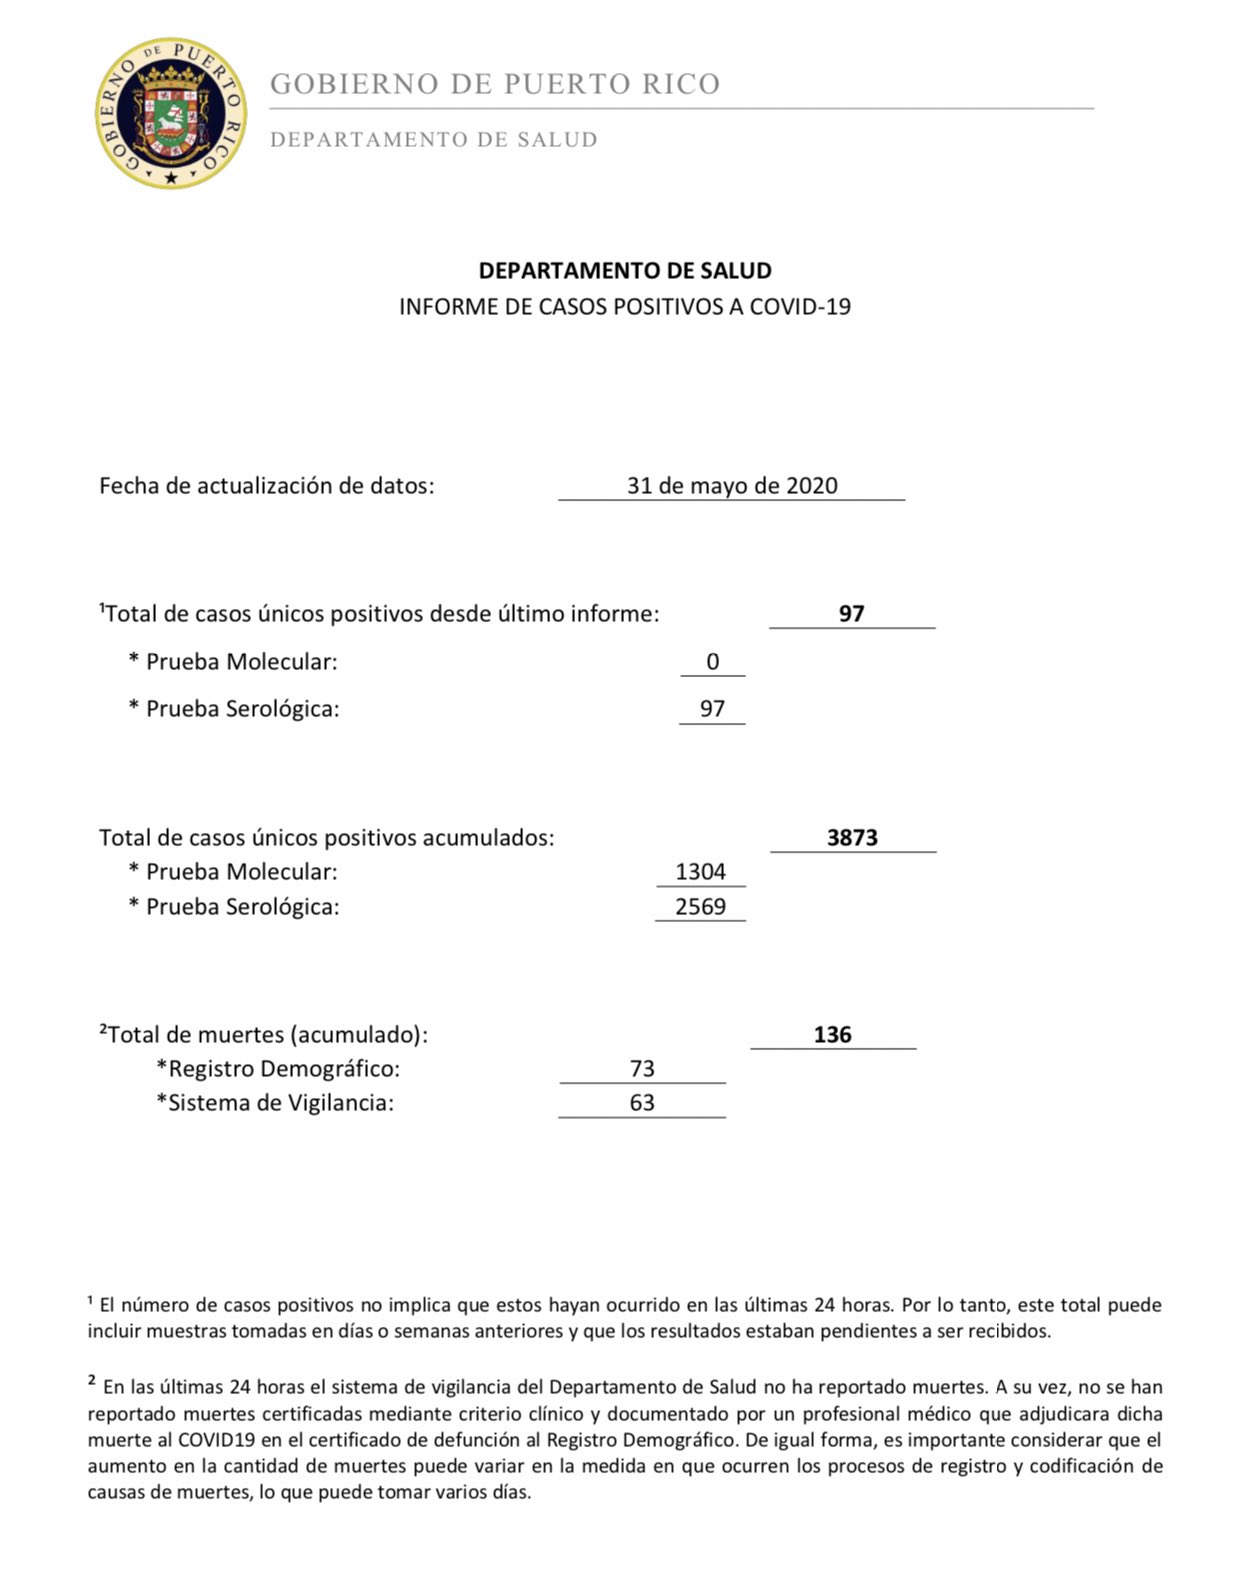 GOBIERNO DE PUERTO RICO
GOBIERNO DE PUERTO RICO
DEPARTAMENTO DE SALUD
DEPARTAMENTO DE SALUD
INFORME DE CASOS POSITIVOS A COVID-19
Fecha de actualización de datos: 31 de mayo de 2020
¹Total de casos únicos positivos desde último informe: 97
* Prueba Molecular: 0
* Prueba Serológica: 97
Total de casos únicos positivos acumulados: 3873
* Prueba Molecular: 1304
* Prueba Serológica: 2569
²Total de muertes (acumulado): 136
*Registro Demográfico: 73
*Sistema de Vigilancia: 63
¹ El número de casos positivos no implica que estos hayan ocurrido en las últimas 24 horas. Por lo tanto, este total puede
incluir muestras tomadas en días o semanas anteriores y que los resultados estaban pendientes a ser recibidos.
² En las últimas 24 horas el sistema de vigilancia del Departamento de Salud no ha reportado muertes. A su vez, no se han
reportado muertes certificadas mediante criterio clínico y documentado por un profesional médico que adjudicara dicha
muerte al COVID19 en el certificado de defunción al Registro Demográfico. De igual forma, es importante considerar que el
aumento en la cantidad de muertes puede variar en la medida en que ocurren los procesos de registro y codificación de
causas de muertes, lo que puede tomar varios días.